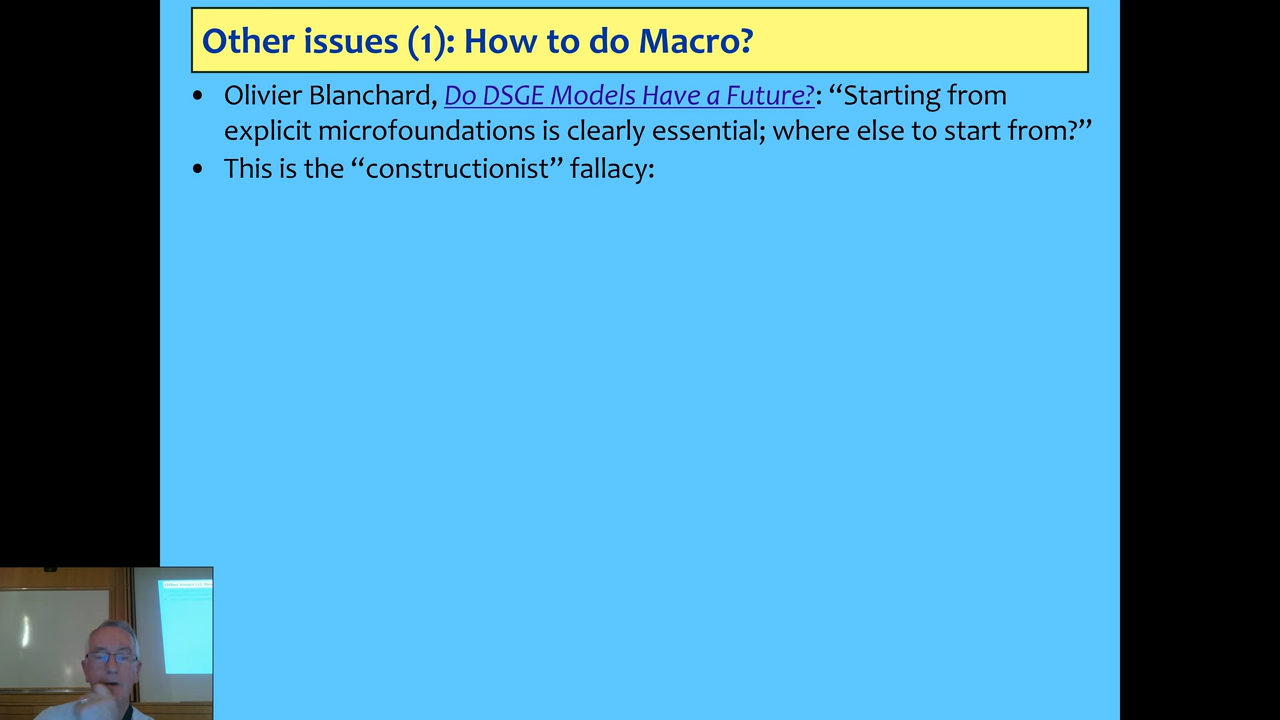 Other issues (1): How to do Macro?
• Olivier Blanchard, Do DSGE Models Have a Future?: “Starting from
explicit microfoundations is clearly essential; where else to start from?”
• This is the “constructionist” fallacy: